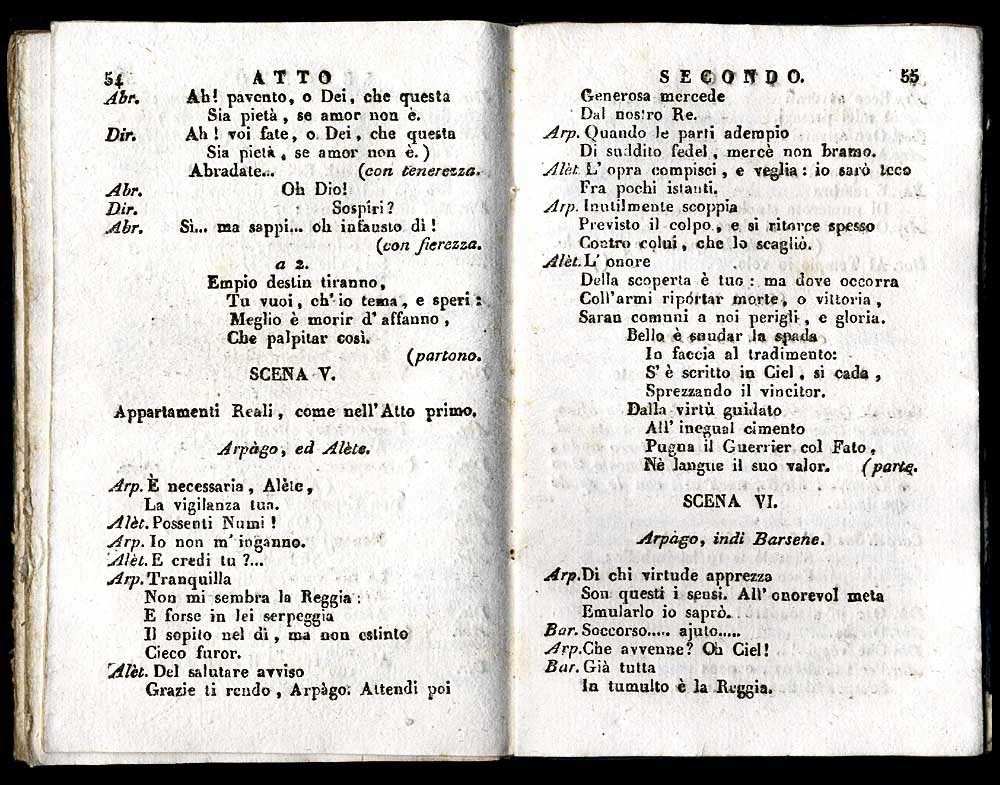 54 ATTO
Abr. Ah! pavento, o Dei, che questa
Sia pietà, se amor non è.
Dir. Ah! voi fate, o Dei, che questa
Sia pietà, se amor non è.)
Abradate... (con tenerezza.
Abr. Oh Dio!
Dir. Sospiri?
Abr. Sì... ma sappi... oh infausto dì!
(con fierezza.
a 2.
Empio destin tiranno,
Tu vuoi, ch'io tema, e speri:
Meglio è morir d'affanno,
Che palpitar così.
(partono.
SCENA V.
Appartamenti Reali, come nell'Atto primo.
Arpàgo, ed Alète.
Arp. È necessaria, Alète,
La vigilanza tua.
Alèt. Possenti Numi!
Arp. Io non m'inganno.
Alèt. E credi tu?...
Arp. Tranquilla
Non mi sembra la Reggia:
E forse in lei serpeggia
Il sopito nel dì, ma non estinto
Cieco furor.
Alèt. Del salutare avviso
Grazie ti rendo, Arpàgo. Attendi poi
SECONDO. 55
Generosa mercede
Dal nostro Re.
Arp. Quando le parti adempio
Di suddito fedel, mercè non bramo.
Alèt. L'opra compisci, e veglia: io sarò teco
Fra pochi istanti.
Arp. Inutilmente scoppia
Previsto il colpo, e si ritorce spesso
Contro colui, che lo scagliò.
Alèt. L'onore
Della scoperta è tuo: ma dove occorra
Coll'armi ripórtar morte, o vittoria,
Saran comuni a noi perigli, e gloria.
Bello è snudar la spada
In faccia al tradimento:
S'è scritto in Ciel, si cada,
Sprezzando il vincitor.
Dalla virtù guidato
All'inegual cimento
Pugna il Guerrier col Fato,
Nè langue il suo valor. (parte.
SCENA VI.
Arpàgo, indi Barsene.
Arp. Di chi virtude apprezza
Son questi i sensi. All'onorevol meta
Emularlo io saprò.
Bar. Soccorso..... ajuto.....
Arp. Che avvenne? Oh Ciel!
Bar. Già tutta
In tumulto è la Reggia.